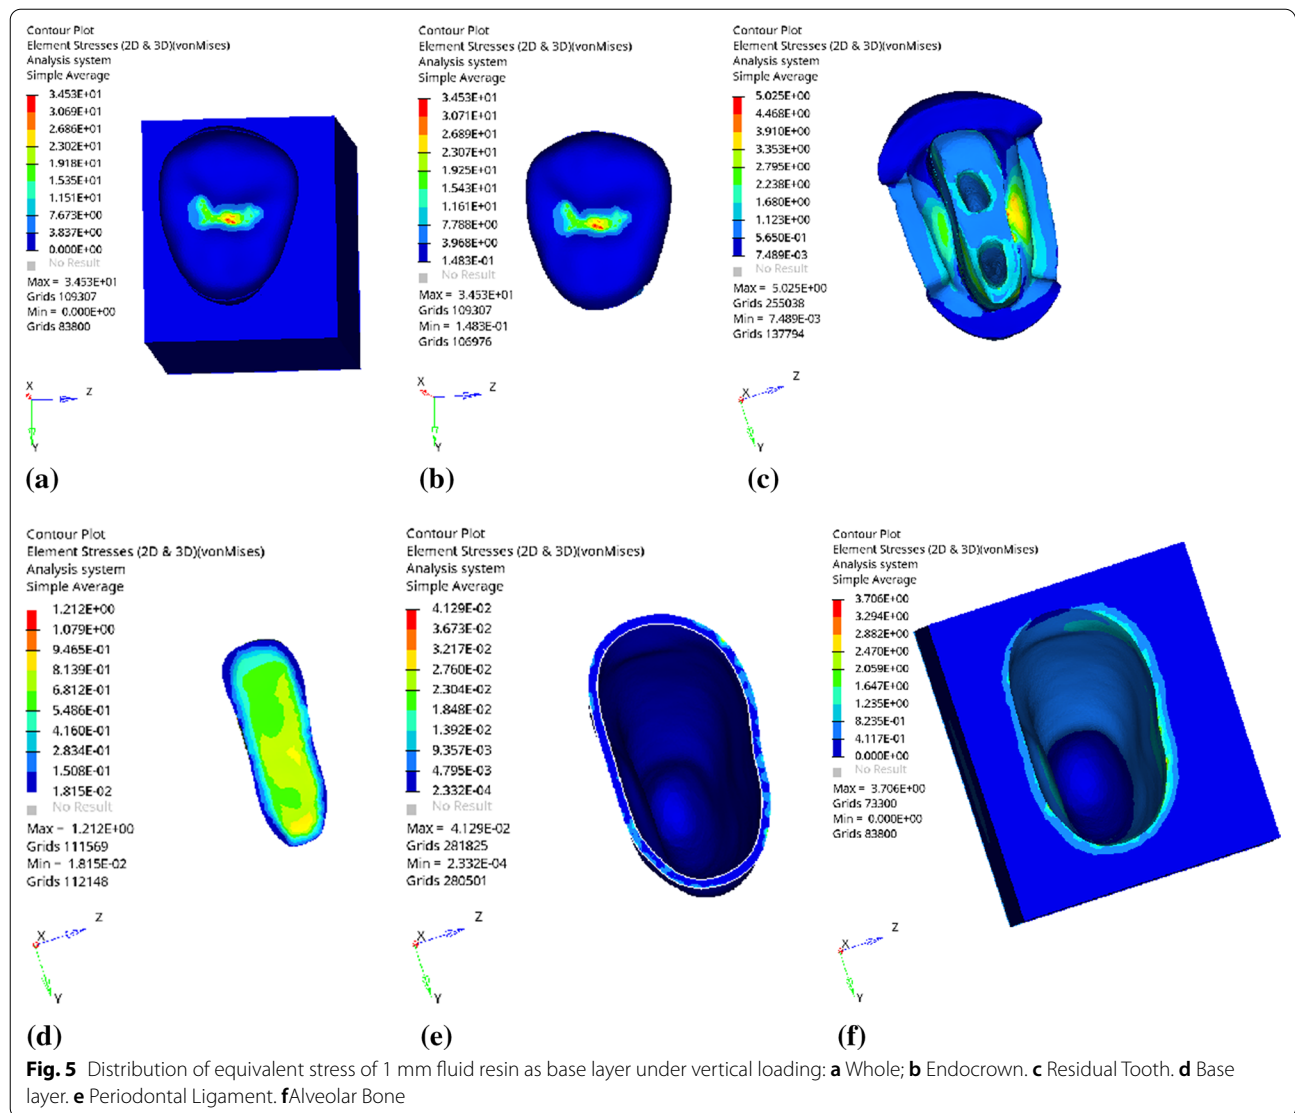 Contour Plot
Element Stresses (2D & 3D)(vonMises)
Analysis system
Simple Average
3.453E+01
3.069E+01
2.686E+01
2.302E+01
1.918E+01
1.535E+01
1.151E+01
7.673E+00
3.837E+00
0.000E+00
No Result
Max = 3.453E+01
Grids 109307
Min = 0.000E+00
Grids 83800
X
Z
Y
(a)
Contour Plot
Element Stresses (2D & 3D)(vonMises)
Analysis system
Simple Average
3.453E+01
3.071E+01
2.689E+01
2.307E+01
1.925E+01
1.543E+01
1.161E+01
7.788E+00
3.968E+00
1.483E-01
No Result
Max = 3.453E+01
Grids 109307
Min = 1.483E-01
Grids 106976
X
Z
Y
(b)
Contour Plot
Element Stresses (2D & 3D)(vonMises)
Analysis system
Simple Average
5.025E+00
4.468E+00
3.910E+00
3.353E+00
2.795E+00
2.238E+00
1.680E+00
1.123E+00
5.650E-01
7.489E-03
No Result
Max = 5.025E+00
Grids 255038
Min = 7.489E-03
Grids 137794
X
Z
Y
(c)
Contour Plot
Element Stresses (2D & 3D)(vonMises)
Analysis system
Simple Average
1.212E+00
1.079E+00
9.465E-01
8.139E-01
6.812E-01
5.486E-01
4.160E-01
2.834E-01
1.508E-01
1.815E-02
No Result
Max = 1.212E+00
Grids 111569
Min = 1.815E-02
Grids 112148
X
Z
Y
(d)
Contour Plot
Element Stresses (2D & 3D)(vonMises)
Analysis system
Simple Average
4.129E-02
3.673E-02
3.217E-02
2.760E-02
2.304E-02
1.848E-02
1.392E-02
9.357E-03
4.795E-03
2.332E-04
No Result
Max = 4.129E-02
Grids 281825
Min = 2.332E-04
Grids 280501
X
Z
Y
(e)
Contour Plot
Element Stresses (2D & 3D)(vonMises)
Analysis system
Simple Average
3.706E+00
3.294E+00
2.882E+00
2.470E+00
2.059E+00
1.647E+00
1.235E+00
8.235E-01
4.117E-01
0.000E+00
No Result
Max = 3.706E+00
Grids 73300
Min = 0.000E+00
Grids 83800
X
Z
Y
(f)
Fig. 5 Distribution of equivalent stress of 1 mm fluid resin as base layer under vertical loading: a Whole; b Endocrown. c Residual Tooth. d Base
layer. e Periodontal Ligament. fAlveolar Bone